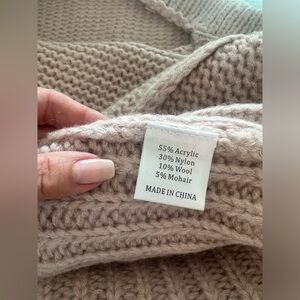 55% Acrylic
30% Nylon
10% Wool
5% Mohair
MADE IN CHINA